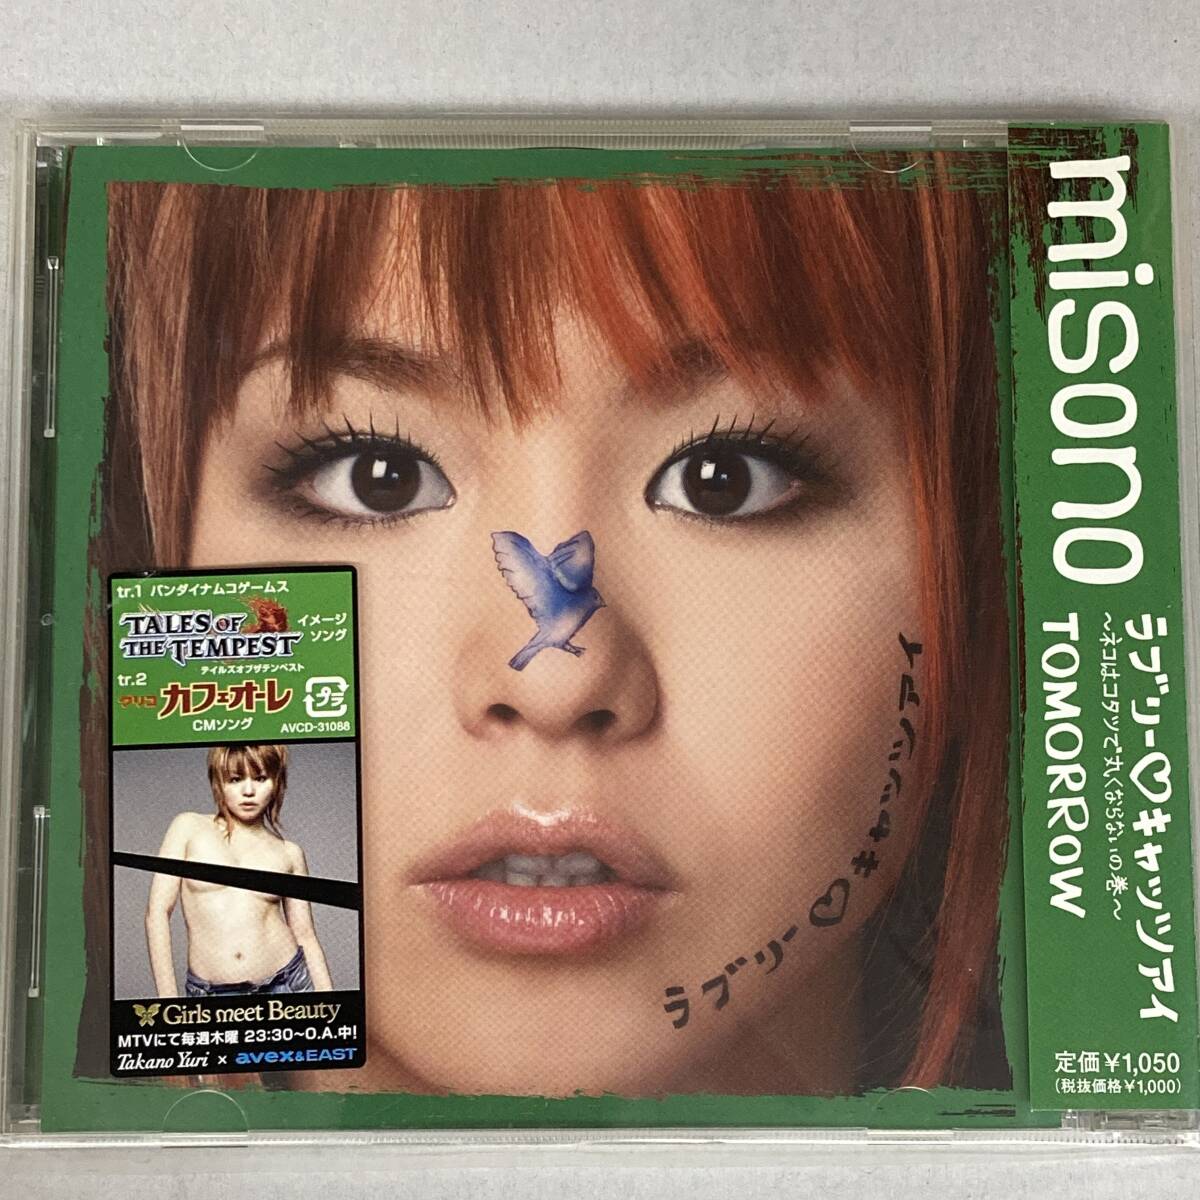 misono
ラブリー♡キャッツアイ
～ネコはコタツで丸くならないの巻～
TOMORROW
定価￥1,050
(税抜価格￥1,000)
ラブリー♡キャッツアイ
tr.1 バンダイナムコゲームス
TALES OF
THE TEMPEST
テイルズオブザテンペスト
イメージ
ソング
tr.2
グリコ カフェオーレ
CMソング
プラ
AVCD-31088
Girls meet Beauty
MTVにて毎週木曜 23:30～O.A.中!
Takano Yuri × avex&EAST